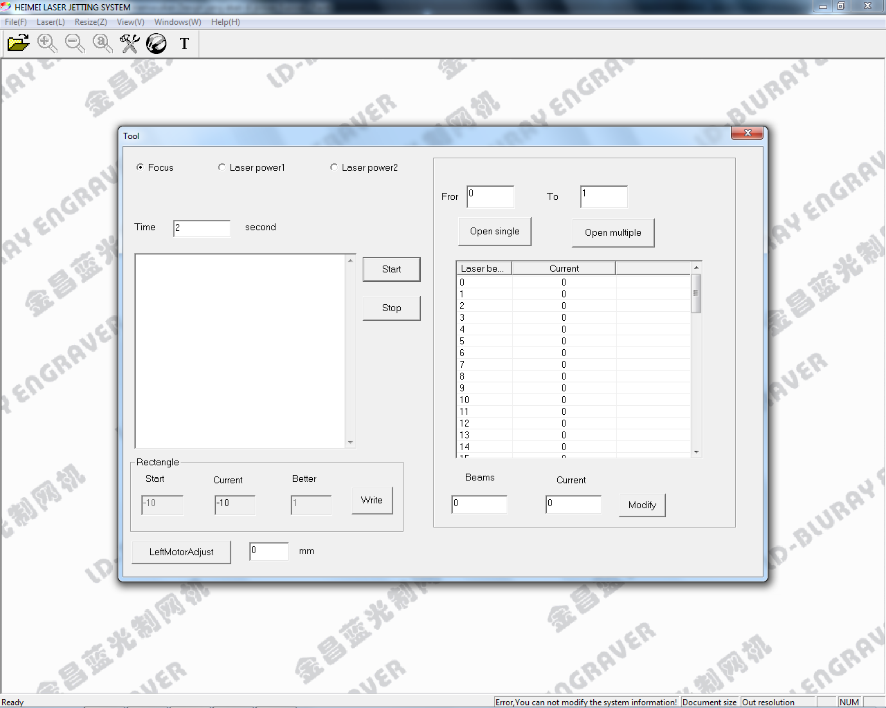 HEIMEI LASER JETTING SYSTEM
File(F) Laser(L) Resize(Z) View(V) Windows(W) Help(H)
T
LD-BLURAY ENGRAVER
金昌蓝光制网机
Tool
Focus Laser power1 Laser power2
Time 2 second
Start
Stop
Rectangle
Start Current Better
-10 -10 1 Write
LeftMotorAdjust 0 mm
Fror 0 To 1
Open single Open multiple
Laser be... Current
0 0
1 0
2 0
3 0
4 0
5 0
6 0
7 0
8 0
9 0
10 0
11 0
12 0
13 0
14 0
15 0
Beams Current
0 0 Modify
Ready Error,You can not modify the system information! Document size Out resolution NUM